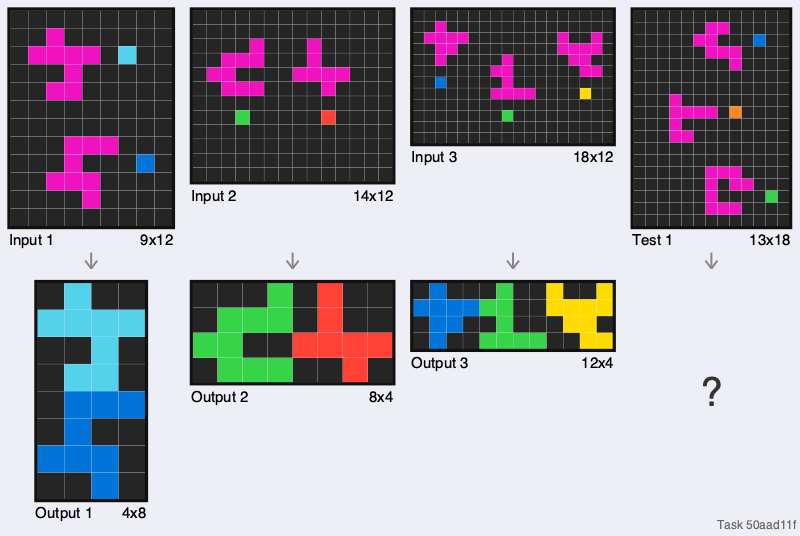 Input 1 9x12
Input 2 14x12
Input 3 18x12
Test 1 13x18
?
Output 1 4x8
Output 2 8x4
Output 3 12x4
Task 50aad11f